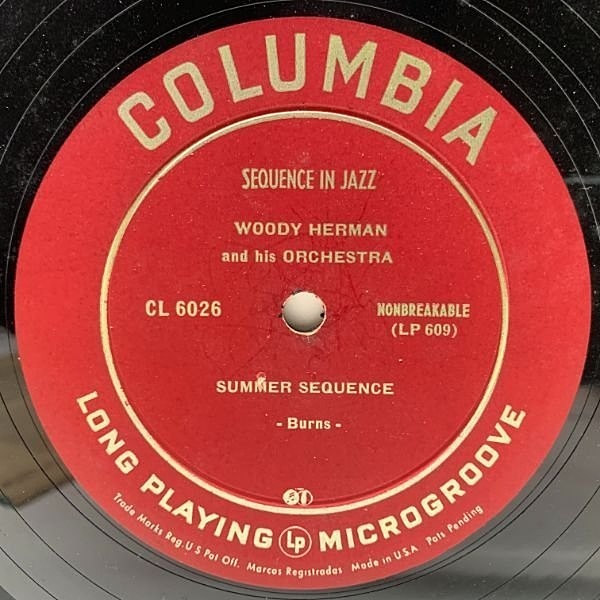 COLUMBIA
SEQUENCE IN JAZZ
WOODY HERMAN
and his ORCHESTRA
CL 6026
NONBREAKABLE
(LP 609)
SUMMER SEQUENCE
- Burns -
LONG PLAYING LP MICROGROOVE
Trade Marks Reg. U S Pat Off. Marcas Registradas Made in U.S.A. Pats Pending